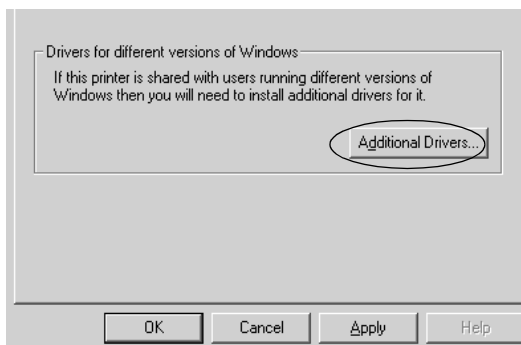 Drivers for different versions of Windows
If this printer is shared with users running different versions of
Windows then you will need to install additional drivers for it.
Additional Drivers...
OK
Cancel
Apply
Help